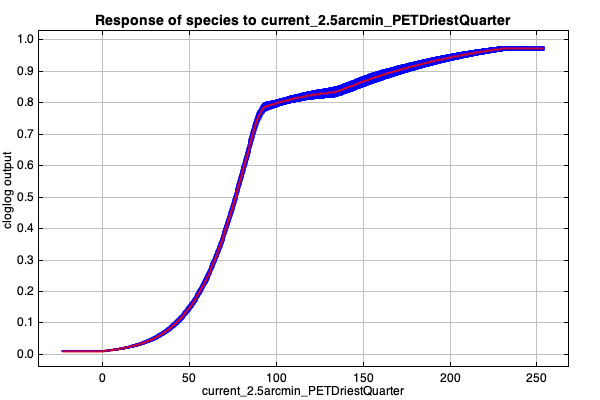 Response of species to current_2.5arcmin_PETDriestQuarter
1.0
0.9
0.8
0.7
0.6
0.5
0.4
0.3
0.2
0.1
0.0
cloglog output
0 50 100 150 200 250
current_2.5arcmin_PETDriestQuarter